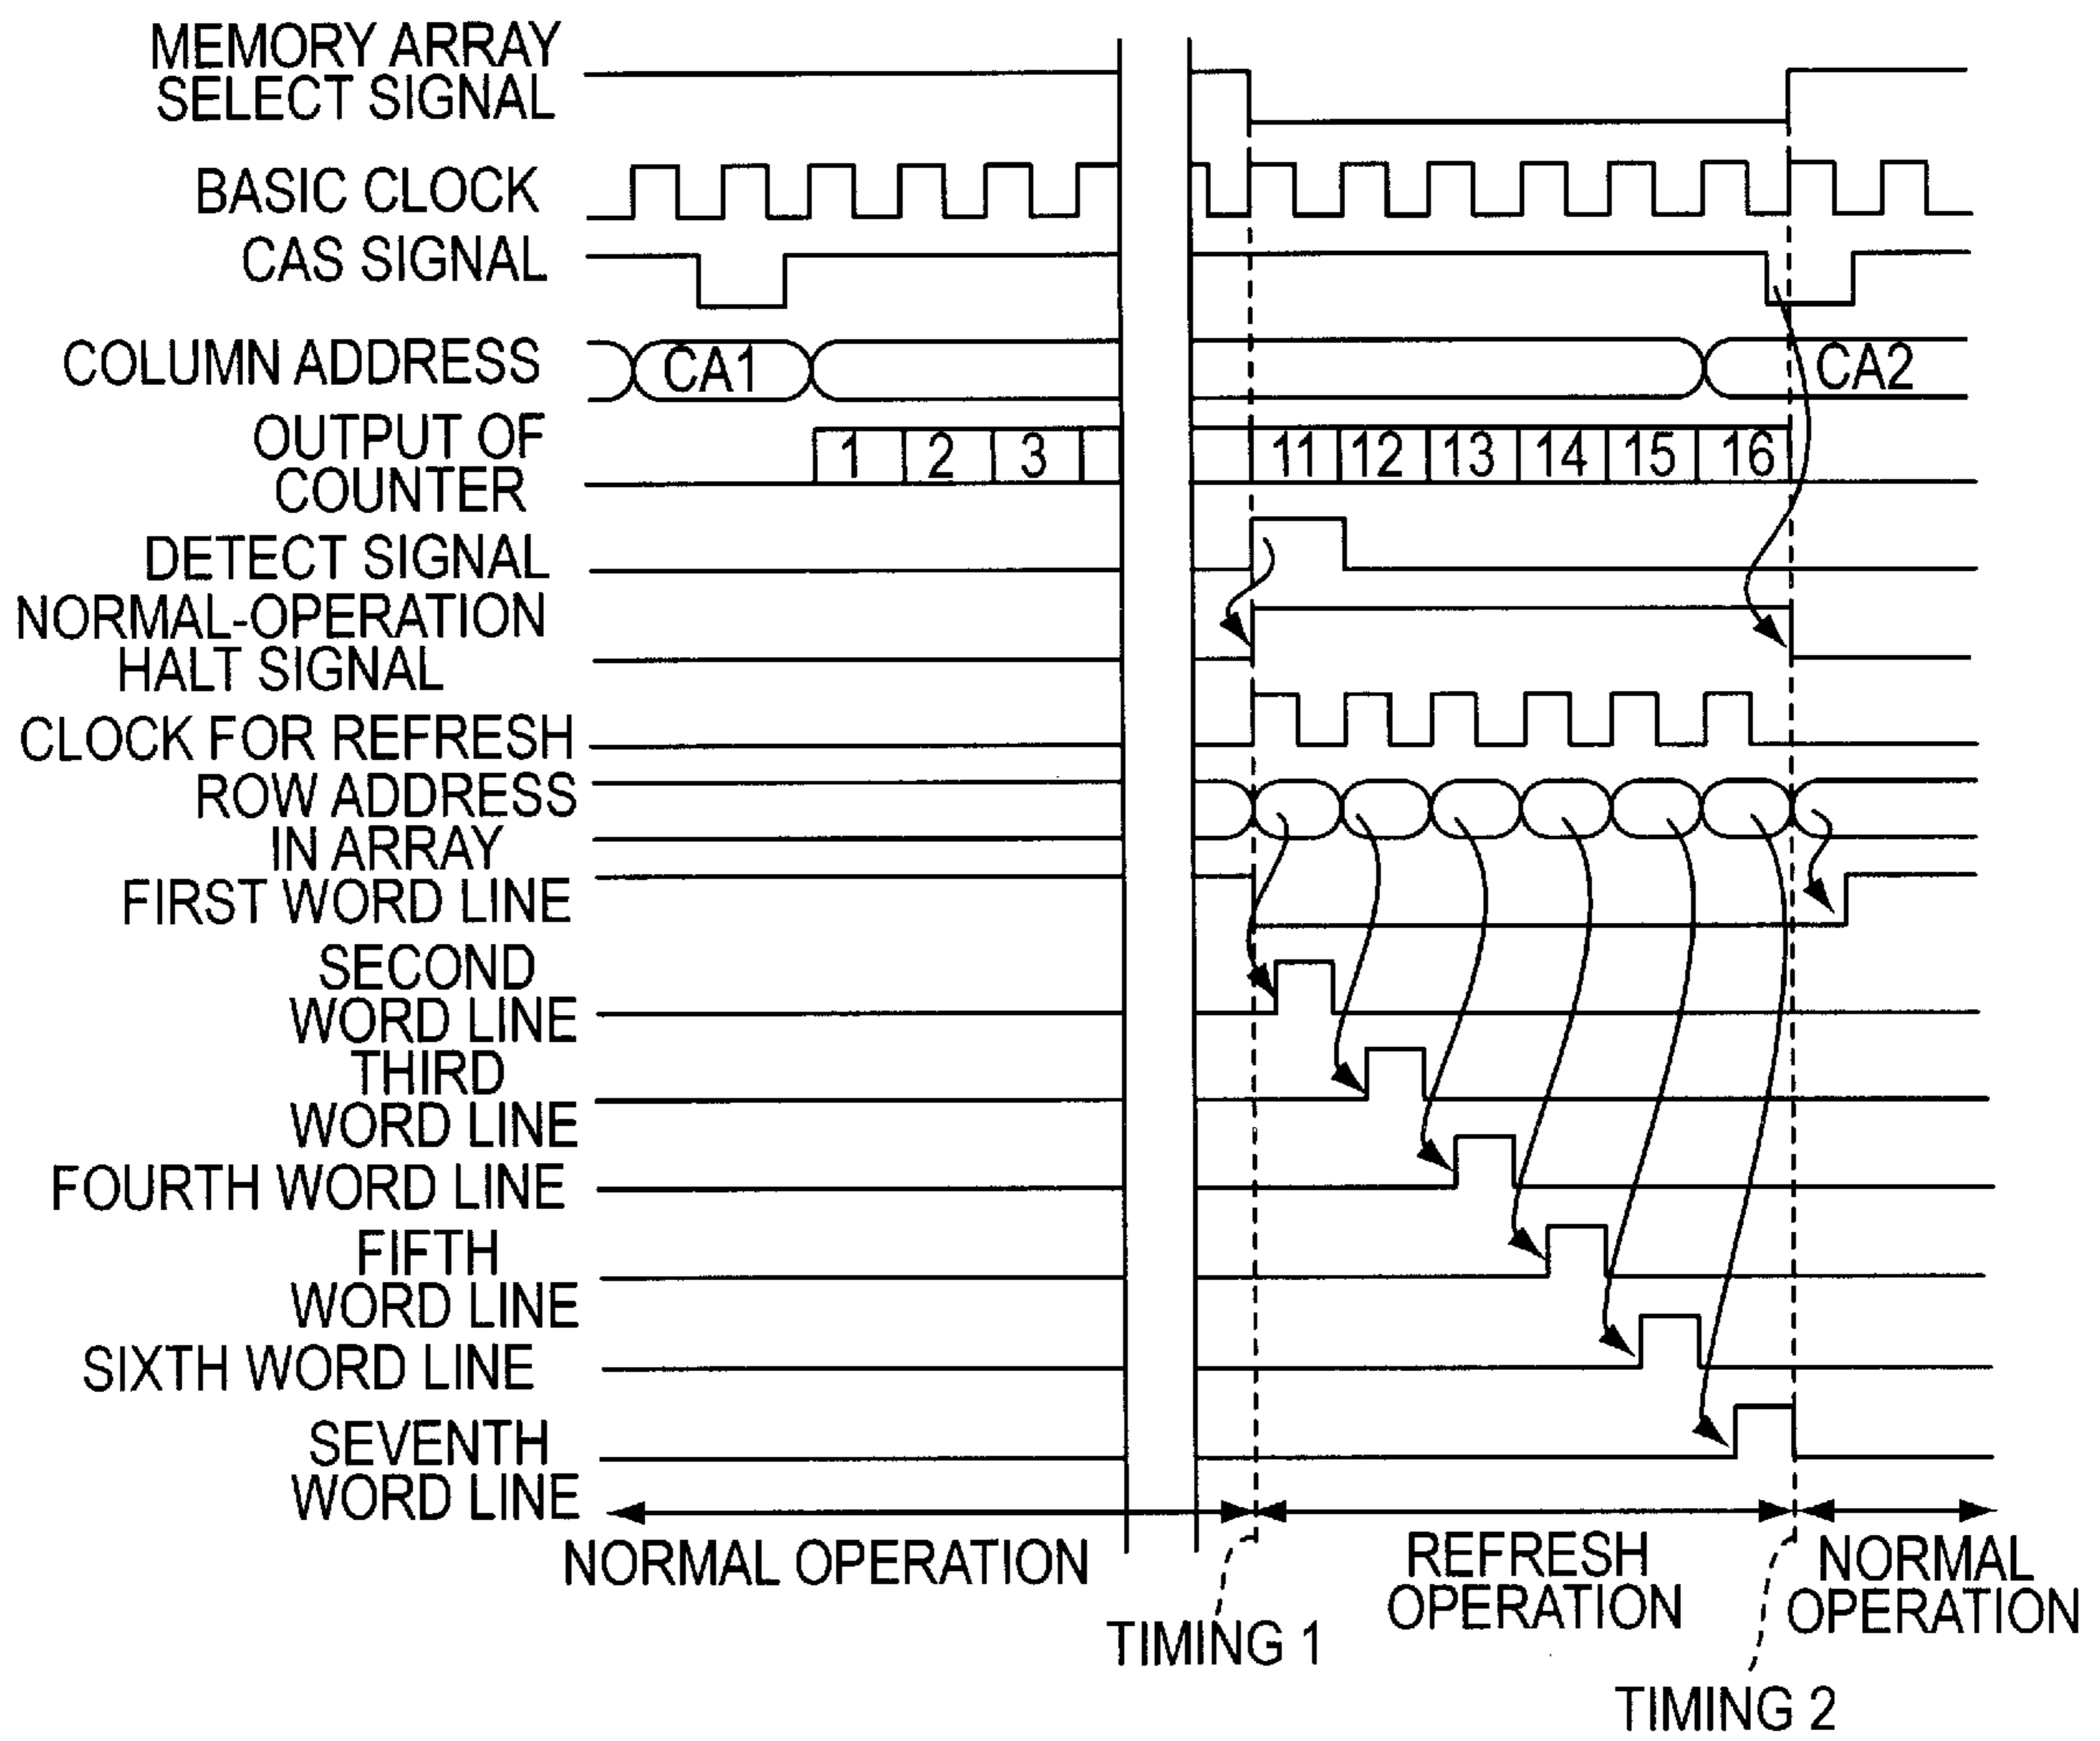 MEMORY ARRAY
SELECT SIGNAL
BASIC CLOCK
CAS SIGNAL
COLUMN ADDRESS
CA1
CA2
OUTPUT OF
COUNTER
1 2 3 11 12 13 14 15 16
DETECT SIGNAL
NORMAL-OPERATION
HALT SIGNAL
CLOCK FOR REFRESH
ROW ADDRESS
IN ARRAY
FIRST WORD LINE
SECOND
WORD LINE
THIRD
WORD LINE
FOURTH WORD LINE
FIFTH
WORD LINE
SIXTH WORD LINE
SEVENTH
WORD LINE
NORMAL OPERATION
REFRESH
OPERATION
NORMAL
OPERATION
TIMING 1
TIMING 2